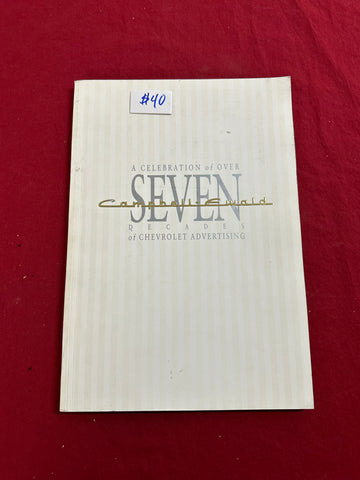 #40
A CELEBRATION of OVER
SEVEN
Campbell-Ewald
DECADES
of CHEVROLET ADVERTISING